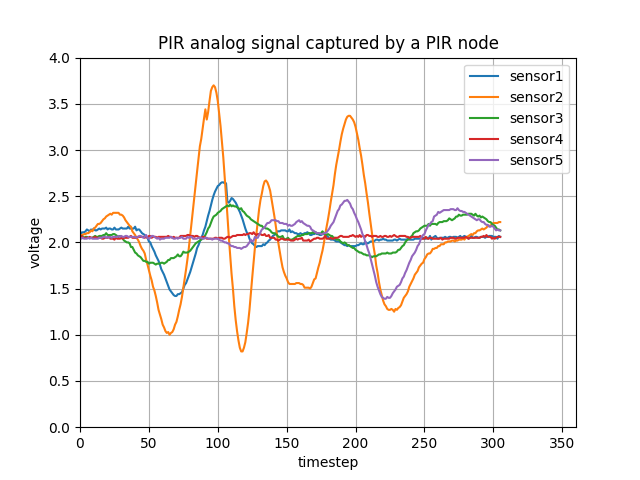 PIR analog signal captured by a PIR node
4.0
3.5
3.0
2.5
2.0
1.5
1.0
0.5
0.0
voltage
sensor1
sensor2
sensor3
sensor4
sensor5
0 50 100 150 200 250 300 350
timestep